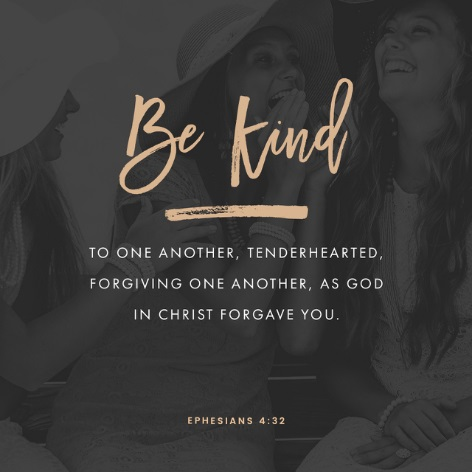 Be Kind
TO ONE ANOTHER, TENDERHEARTED,
FORGIVING ONE ANOTHER, AS GOD
IN CHRIST FORGAVE YOU.
EPHESIANS 4:32